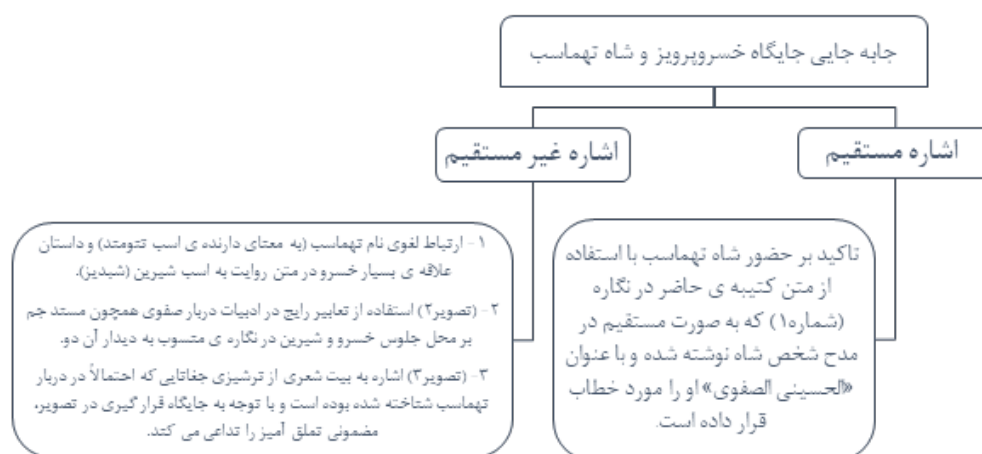 جابه جایی جایگاه خسروپرویز و شاه تهماسب
اشاره مستقیم
تاکید بر حضور شاه تهماسب با استفاده
از متن کتیبه ی حاضر در نگاره
(شماره۱) که به صورت مستقیم در
مدح شخص شاه نوشته شده و با عنوان
«الحسینی الصفوی» او را مورد خطاب
قرار داده است.
اشاره غیر مستقیم
۱- ارتباط لغوی نام تهماسب (به معنای دارنده ی اسب تنومند) و داستان
علاقه ی بسیار خسرو در متن روایت به اسب شیرین (شبدیز).
۲- (تصویر۲) استفاده از تعابیر رایج در ادبیات دربار صفوی همچون مسند جم
بر محل جلوس خسرو و شیرین در نگاره ی منسوب به دیدار آن دو.
۳- (تصویر۳) اشاره به بیت شعری از ترشیزی جغاتایی که احتمالاً در دربار
تهماسب شناخته شده بوده است و با توجه به جایگاه قرار گیری در تصویر،
مضمونی تملق آمیز را تداعی می کند.